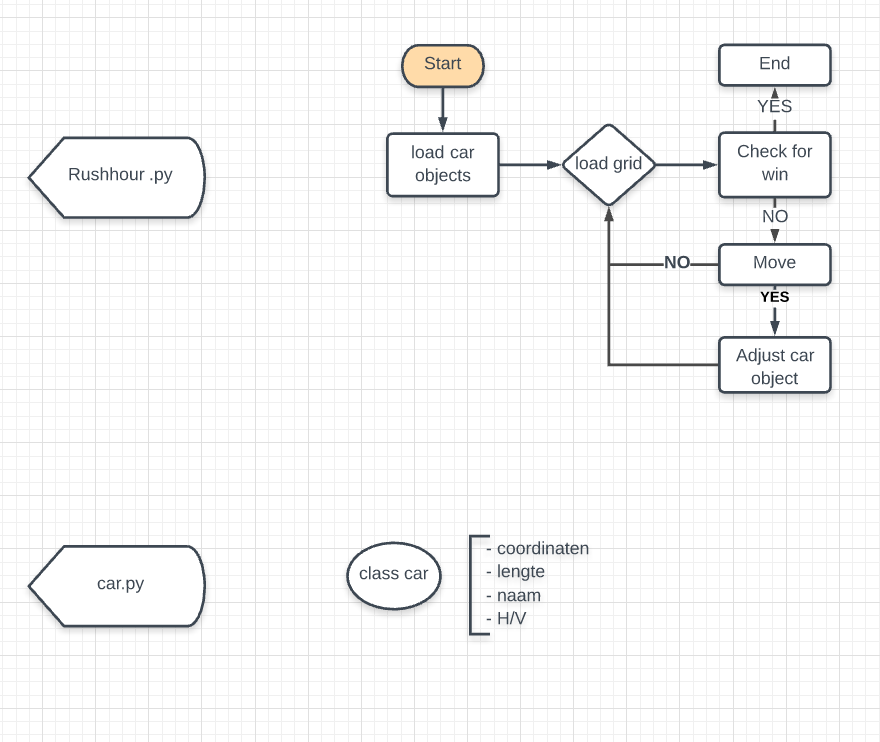 Start
End
YES
Rushhour .py
load car
objects
load grid
Check for
win
NO
NO
Move
YES
Adjust car
object
car.py
class car
- coordinaten
- lengte
- naam
- H/V